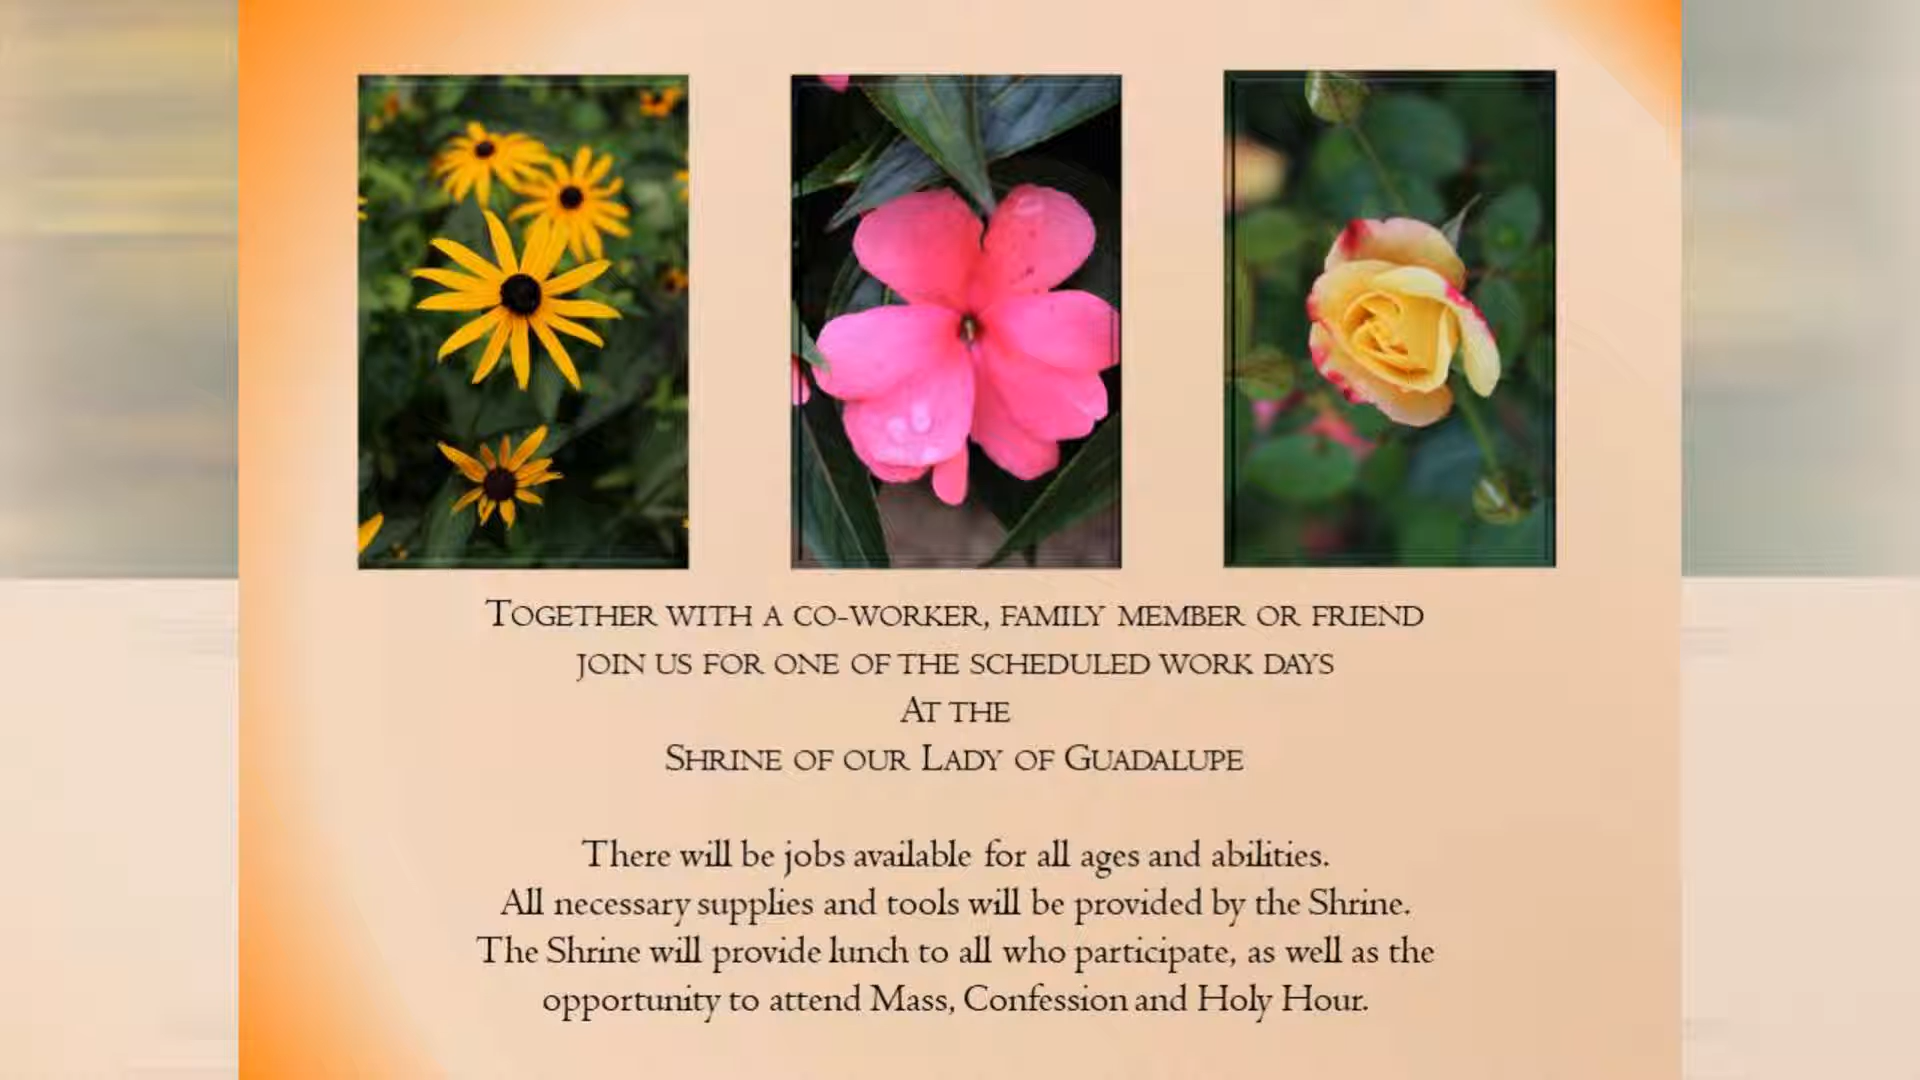 Together with a co-worker, family member or friend
join us for one of the scheduled work days
At the
Shrine of our Lady of Guadalupe
There will be jobs available for all ages and abilities.
All necessary supplies and tools will be provided by the Shrine.
The Shrine will provide lunch to all who participate, as well as the
opportunity to attend Mass, Confession and Holy Hour.